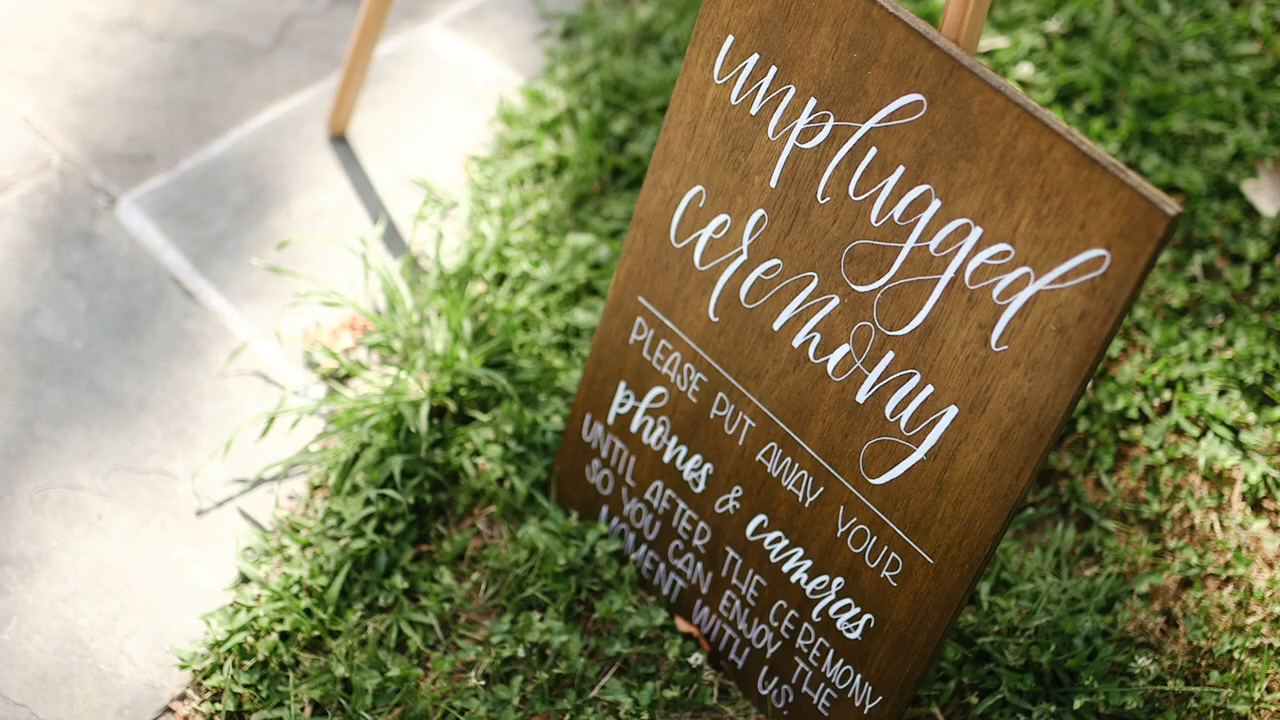 unplugged
ceremony
PLEASE PUT AWAY YOUR
phones & cameras
UNTIL AFTER THE CEREMONY
SO YOU CAN ENJOY THE
MOMENT WITH US.